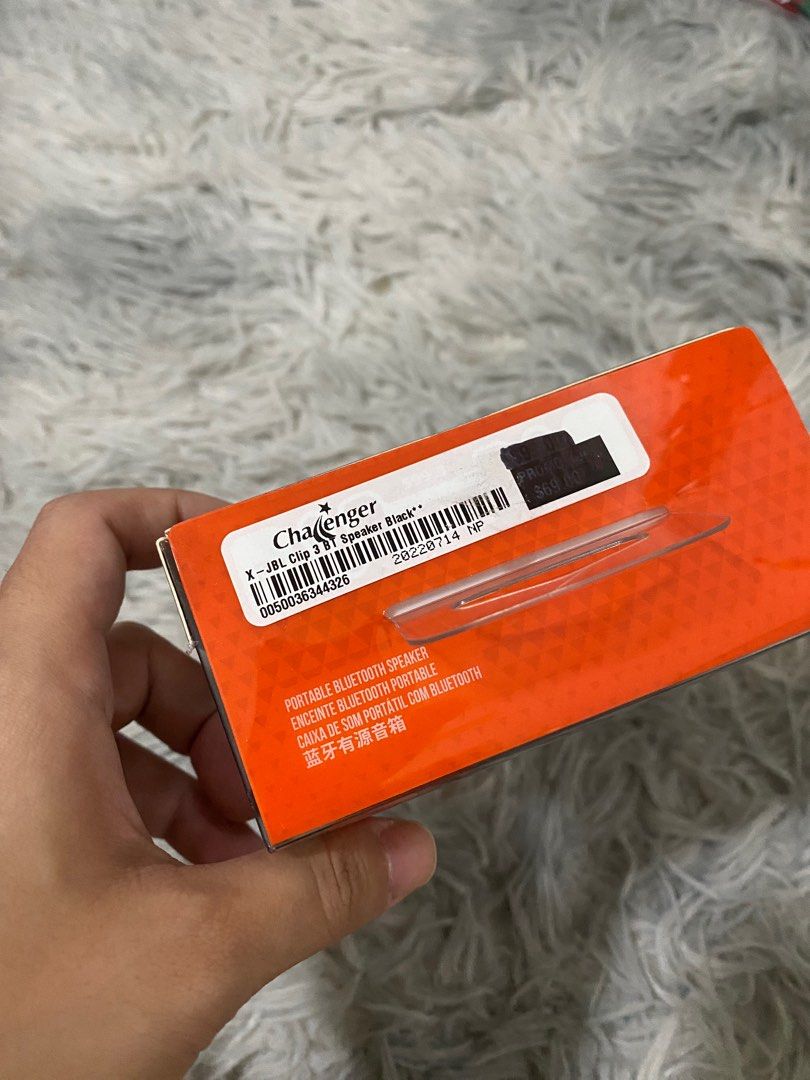 Challenger
X-JBL Clip 3 BT Speaker Black**
0050036344326
20220714 NP
PORTABLE BLUETOOTH SPEAKER
ENCEINTE BLUETOOTH PORTABLE
CAIXA DE SOM PORTÁTIL COM BLUETOOTH
蓝牙有源音箱